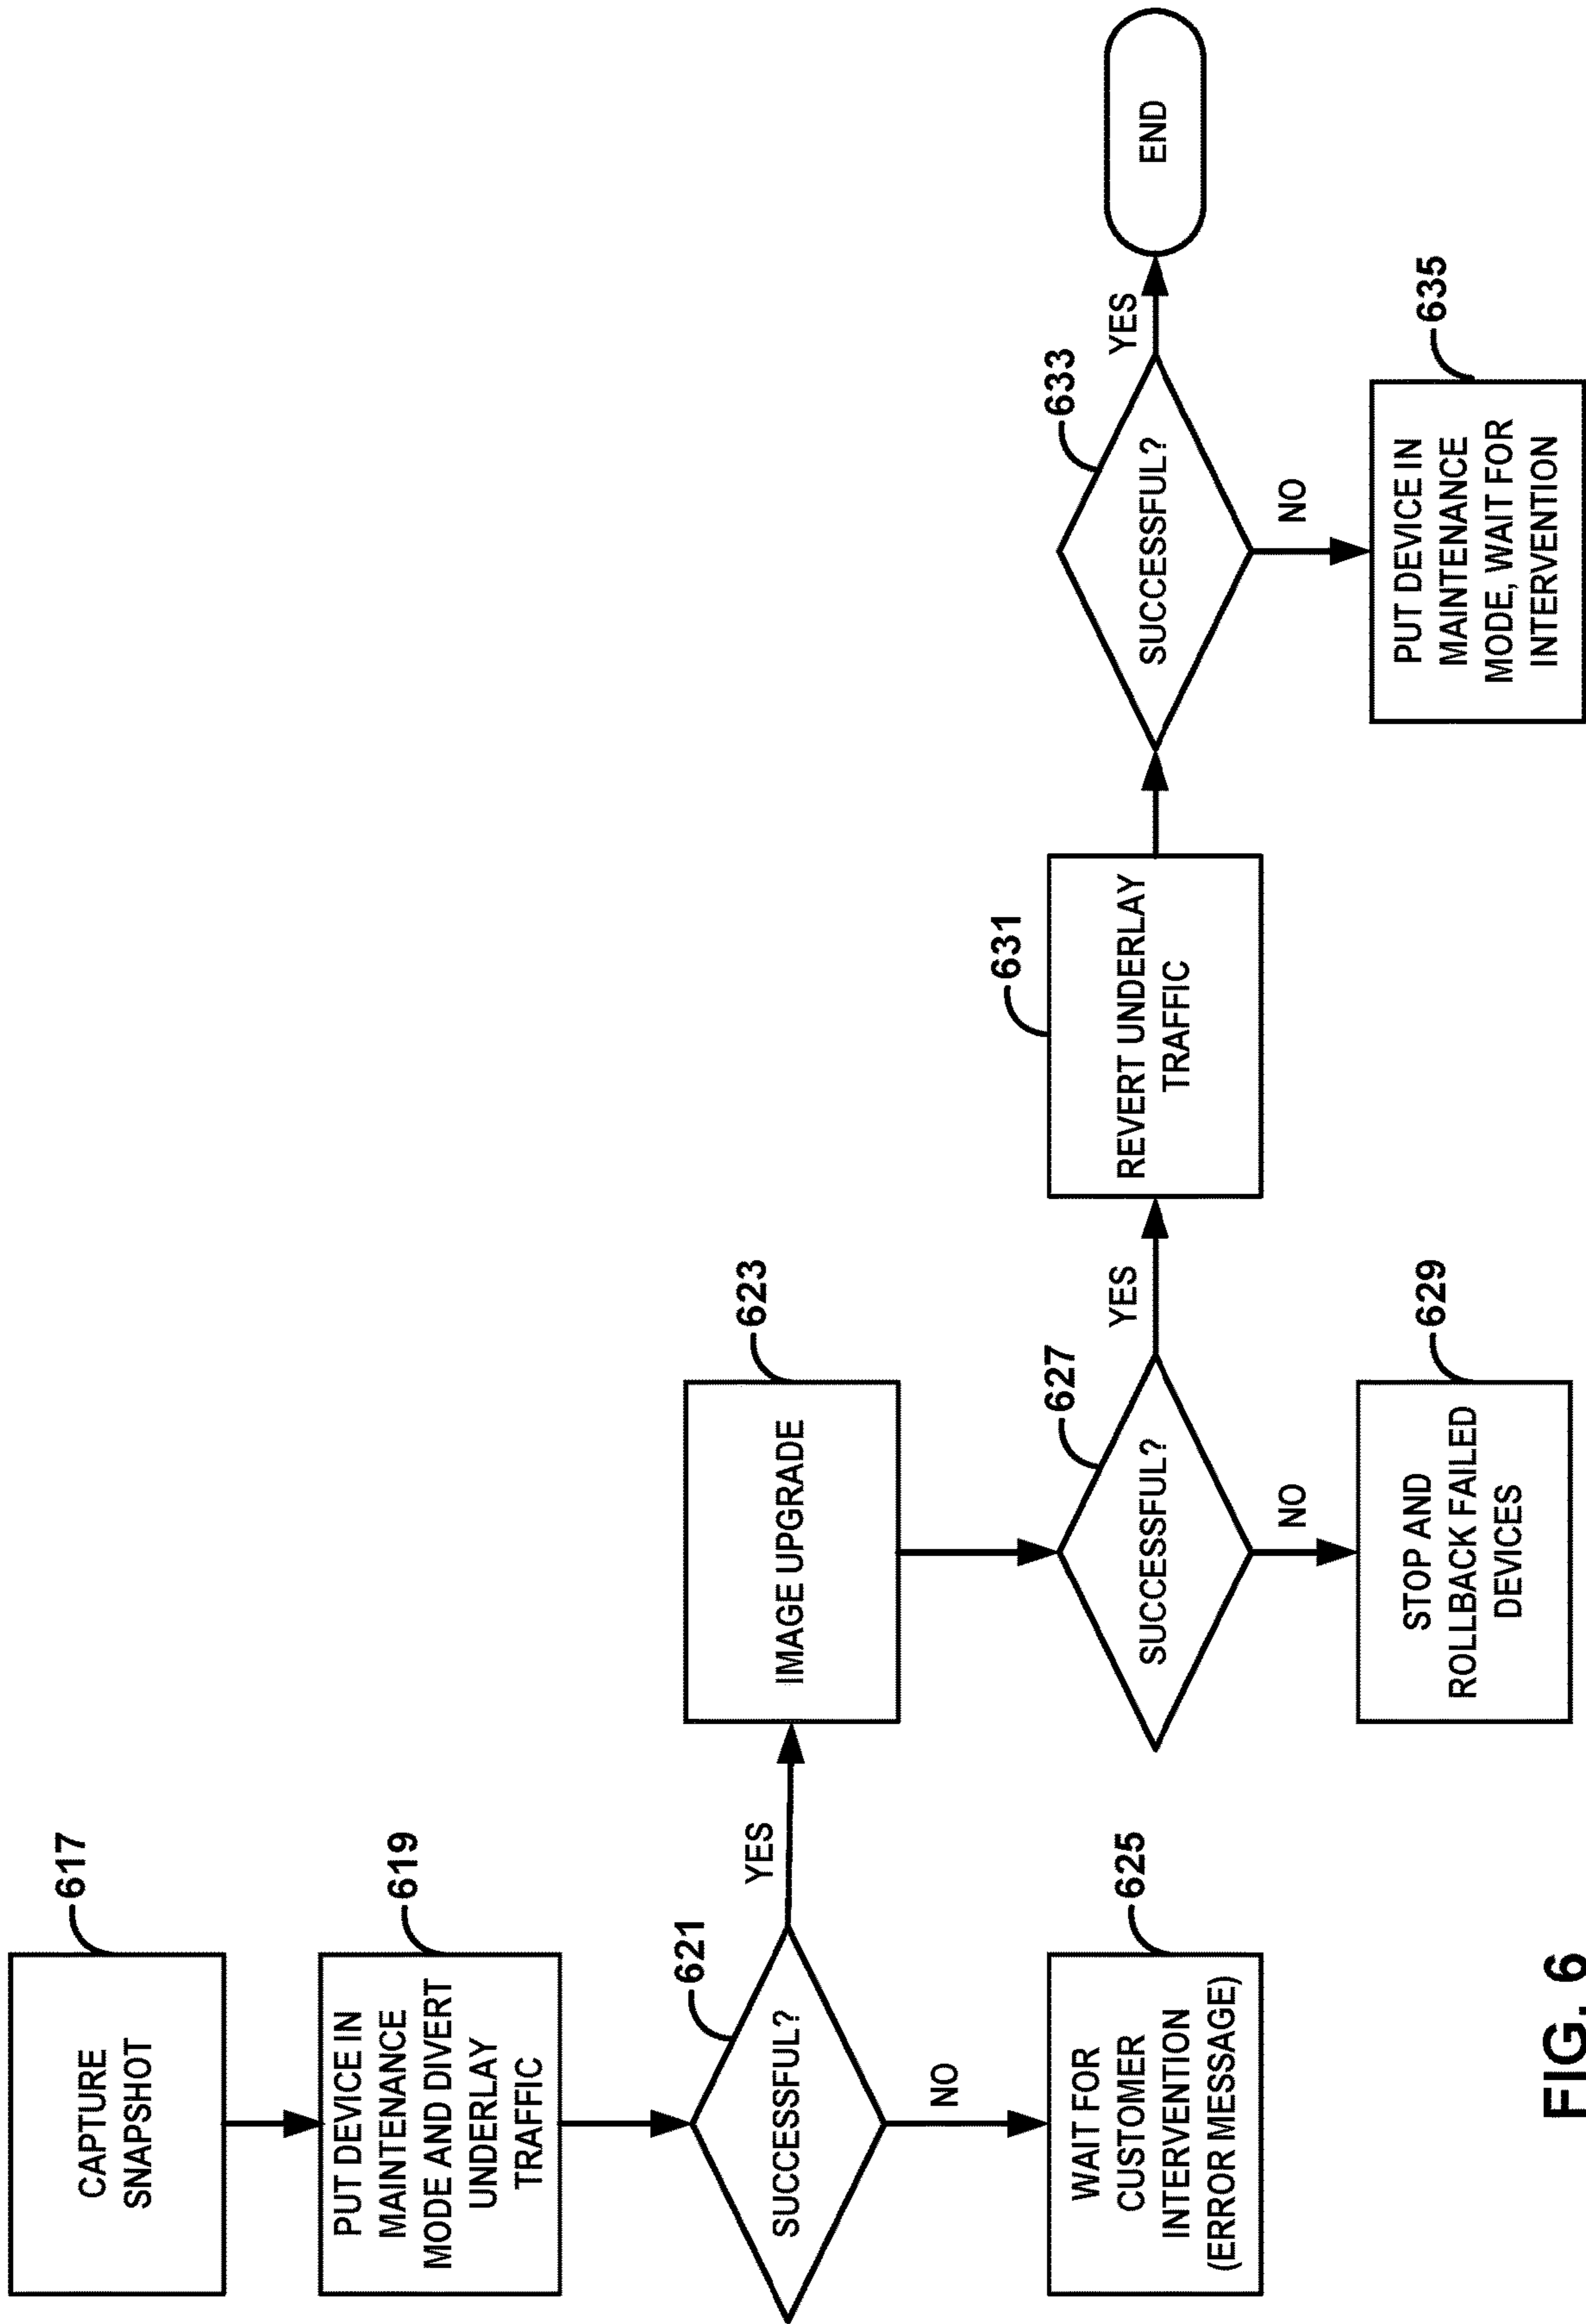 617
CAPTURE
SNAPSHOT
619
PUT DEVICE IN
MAINTENANCE
MODE AND DIVERT
UNDERLAY
TRAFFIC
621
SUCCESSFUL?
YES
NO
623
IMAGE UPGRADE
625
WAIT FOR
CUSTOMER
INTERVENTION
(ERROR MESSAGE)
627
SUCCESSFUL?
YES
NO
629
STOP AND
ROLLBACK FAILED
DEVICES
631
REVERT UNDERLAY
TRAFFIC
633
SUCCESSFUL?
YES
END
NO
635
PUT DEVICE IN
MAINTENANCE
MODE, WAIT FOR
INTERVENTION
FIG. 6